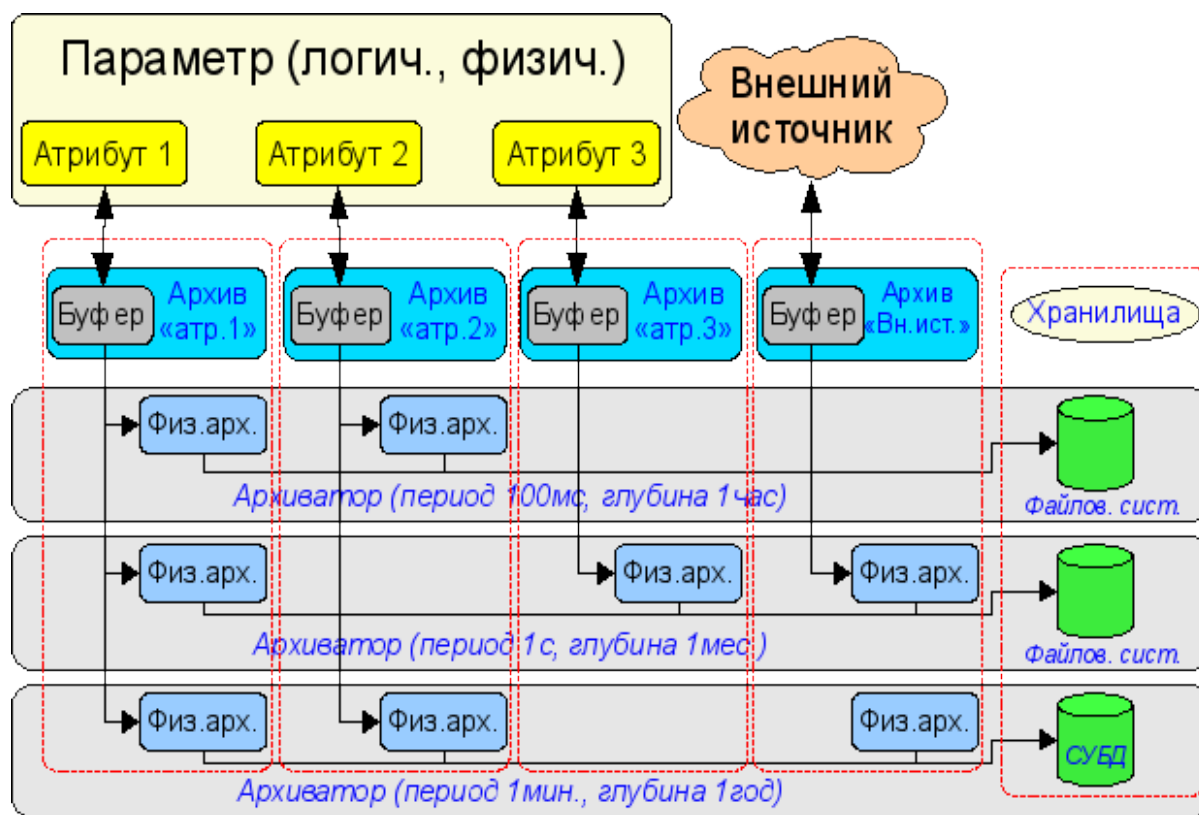 Параметр (логич., физич.)
Внешний
источник
Атрибут 1
Атрибут 2
Атрибут 3
Буфер
Архив
«атр.1»
Буфер
Архив
«атр.2»
Буфер
Архив
«атр.3»
Буфер
Архив
«Вн.ист.»
Хранилища
Физ.арх.
Физ.арх.
Архиватор (период 100мс, глубина 1час)
Файлов. сист.
Физ.арх.
Физ.арх.
Физ.арх.
Архиватор (период 1с, глубина 1мес.)
Файлов. сист.
Физ.арх.
Физ.арх.
Физ.арх.
СУБД
Архиватор (период 1мин., глубина 1год)